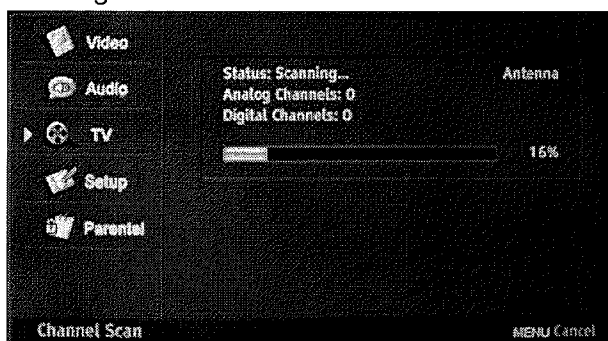 Video
Audio
TV
Setup
Parental
Status: Scanning...
Antenna
Analog Channels: 0
Digital Channels: 0
16%
Channel Scan
MENU Cancel